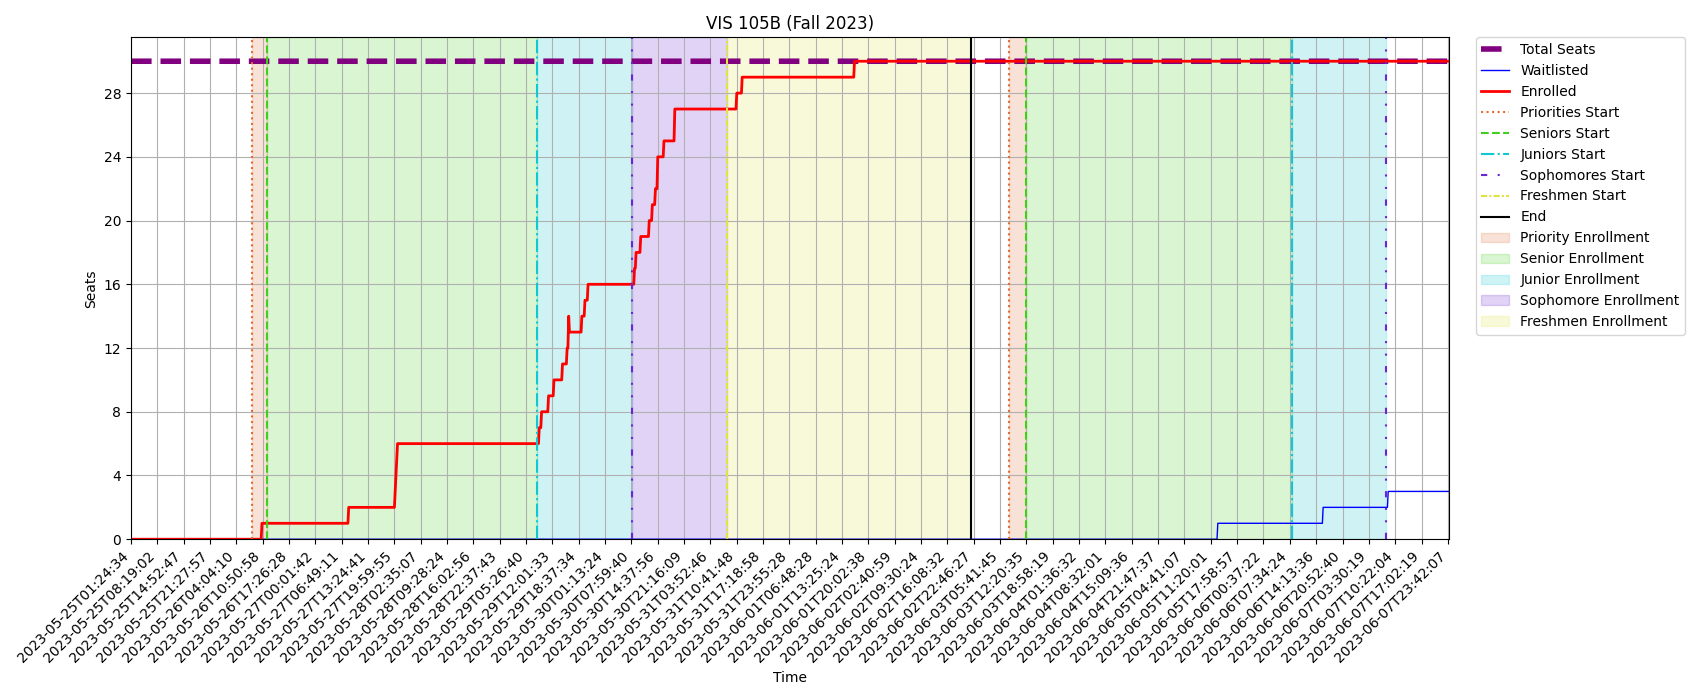 VIS 105B (Fall 2023)
Total Seats
Waitlisted
Enrolled
Priorities Start
Seniors Start
Juniors Start
Sophomores Start
Freshmen Start
End
Priority Enrollment
Senior Enrollment
Junior Enrollment
Sophomore Enrollment
Freshmen Enrollment
Seats
28
24
20
16
12
8
4
0
2023-05-25T01:24:34
2023-05-25T08:19:02
2023-05-25T14:52:47
2023-05-25T21:27:57
2023-05-26T04:04:10
2023-05-26T10:50:58
2023-05-26T17:26:28
2023-05-27T00:01:42
2023-05-27T06:49:11
2023-05-27T13:24:41
2023-05-27T19:59:55
2023-05-28T02:35:07
2023-05-28T09:28:24
2023-05-28T16:02:56
2023-05-28T22:37:43
2023-05-29T05:26:40
2023-05-29T12:01:33
2023-05-29T18:37:34
2023-05-30T01:13:24
2023-05-30T07:59:40
2023-05-30T14:37:56
2023-05-30T21:16:09
2023-05-31T03:52:46
2023-05-31T10:41:48
2023-05-31T17:18:58
2023-05-31T23:55:28
2023-06-01T06:48:28
2023-06-01T13:25:24
2023-06-01T20:02:38
2023-06-02T02:40:59
2023-06-02T09:30:24
2023-06-02T16:08:32
2023-06-02T22:46:27
2023-06-03T05:41:45
2023-06-03T12:20:35
2023-06-03T18:58:19
2023-06-04T01:36:32
2023-06-04T08:32:01
2023-06-04T15:09:36
2023-06-04T21:47:37
2023-06-05T04:41:07
2023-06-05T11:20:01
2023-06-05T17:58:57
2023-06-06T00:37:22
2023-06-06T07:34:24
2023-06-06T14:13:36
2023-06-06T20:52:40
2023-06-07T03:30:19
2023-06-07T10:22:04
2023-06-07T17:02:19
2023-06-07T23:42:07
Time